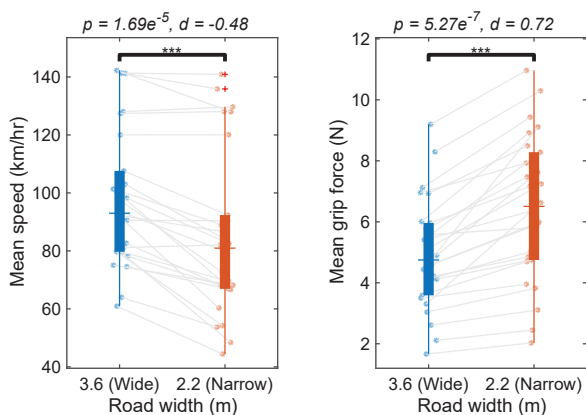 p = 1.69e⁻⁵, d = -0.48
***
140
120
100
80
60
40
Mean speed (km/hr)
3.6 (Wide) 2.2 (Narrow)
Road width (m)
p = 5.27e⁻⁷, d = 0.72
***
12
10
8
6
4
2
Mean grip force (N)
3.6 (Wide) 2.2 (Narrow)
Road width (m)